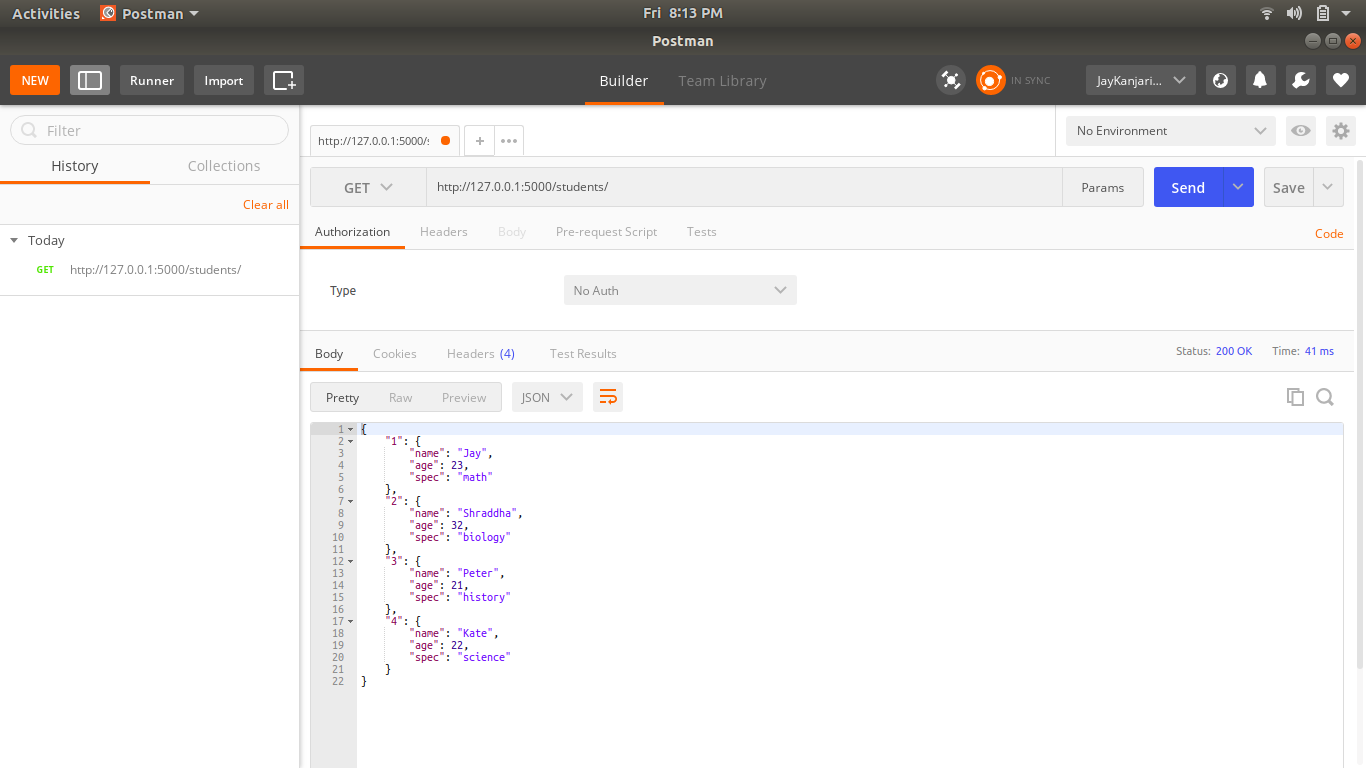 Activities Postman Fri 8:13 PM
Postman
NEW Runner Import Builder Team Library IN SYNC JayKanjari...
Filter
History Collections
Clear all
Today
GET http://127.0.0.1:5000/students/
http://127.0.0.1:5000/s + ••• No Environment
GET http://127.0.0.1:5000/students/ Params Send Save
Authorization Headers Body Pre-request Script Tests Code
Type No Auth
Body Cookies Headers (4) Test Results Status: 200 OK Time: 41 ms
Pretty Raw Preview JSON
1 {
2 "1": {
3 "name": "Jay",
4 "age": 23,
5 "spec": "math"
6 },
7 "2": {
8 "name": "Shraddha",
9 "age": 32,
10 "spec": "biology"
11 },
12 "3": {
13 "name": "Peter",
14 "age": 21,
15 "spec": "history"
16 },
17 "4": {
18 "name": "Kate",
19 "age": 22,
20 "spec": "science"
21 }
22 }